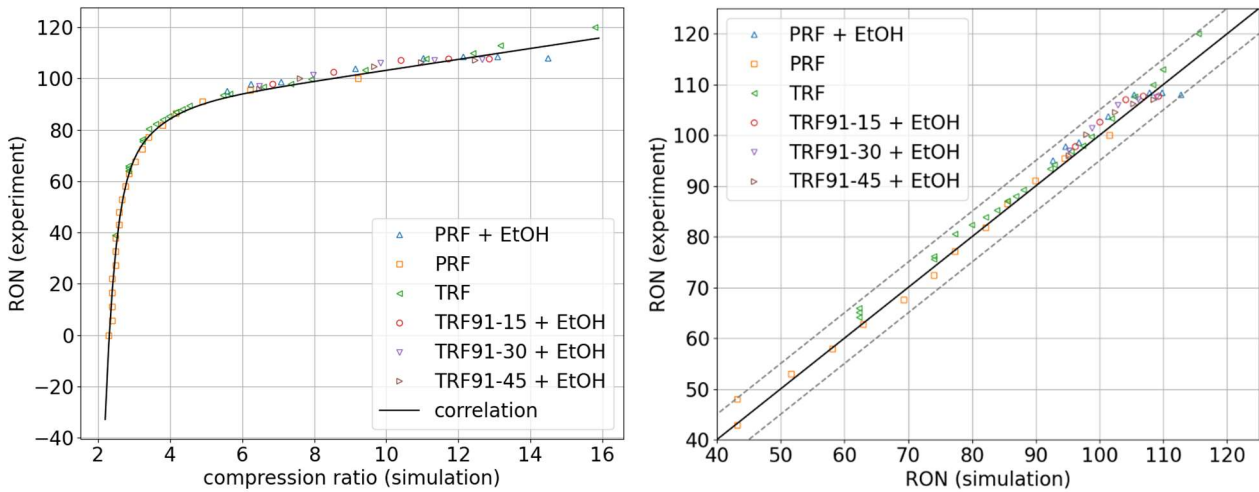 120
100
80
60
40
20
0
−20
−40
RON (experiment)
PRF + EtOH
PRF
TRF
TRF91-15 + EtOH
TRF91-30 + EtOH
TRF91-45 + EtOH
correlation
2 4 6 8 10 12 14 16
compression ratio (simulation)
120
110
100
90
80
70
60
50
40
RON (experiment)
PRF + EtOH
PRF
TRF
TRF91-15 + EtOH
TRF91-30 + EtOH
TRF91-45 + EtOH
40 50 60 70 80 90 100 110 120
RON (simulation)